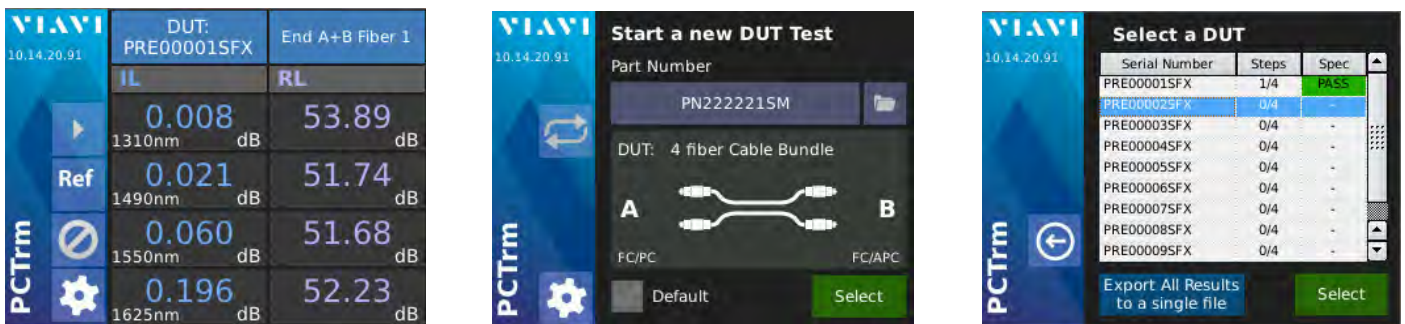 VIAVI
10.14.20.91
DUT:
PRE00001SFX
End A+B Fiber 1
IL
RL
0.008
1310nm dB
53.89
dB
Ref
0.021
1490nm dB
51.74
dB
0.060
1550nm dB
51.68
dB
0.196
1625nm dB
52.23
dB
PCTrm
VIAVI
10.14.20.91
Start a new DUT Test
Part Number
PN222221SM
DUT: 4 fiber Cable Bundle
A
B
FC/PC
FC/APC
Default
Select
PCTrm
VIAVI
10.14.20.91
Select a DUT
Serial Number Steps Spec
PRE00001SFX 1/4 PASS
PRE00002SFX 0/4 -
PRE00003SFX 0/4 -
PRE00004SFX 0/4 -
PRE00005SFX 0/4 -
PRE00006SFX 0/4 -
PRE00007SFX 0/4 -
PRE00008SFX 0/4 -
PRE00009SFX 0/4 -
Export All Results
to a single file
Select
PCTrm